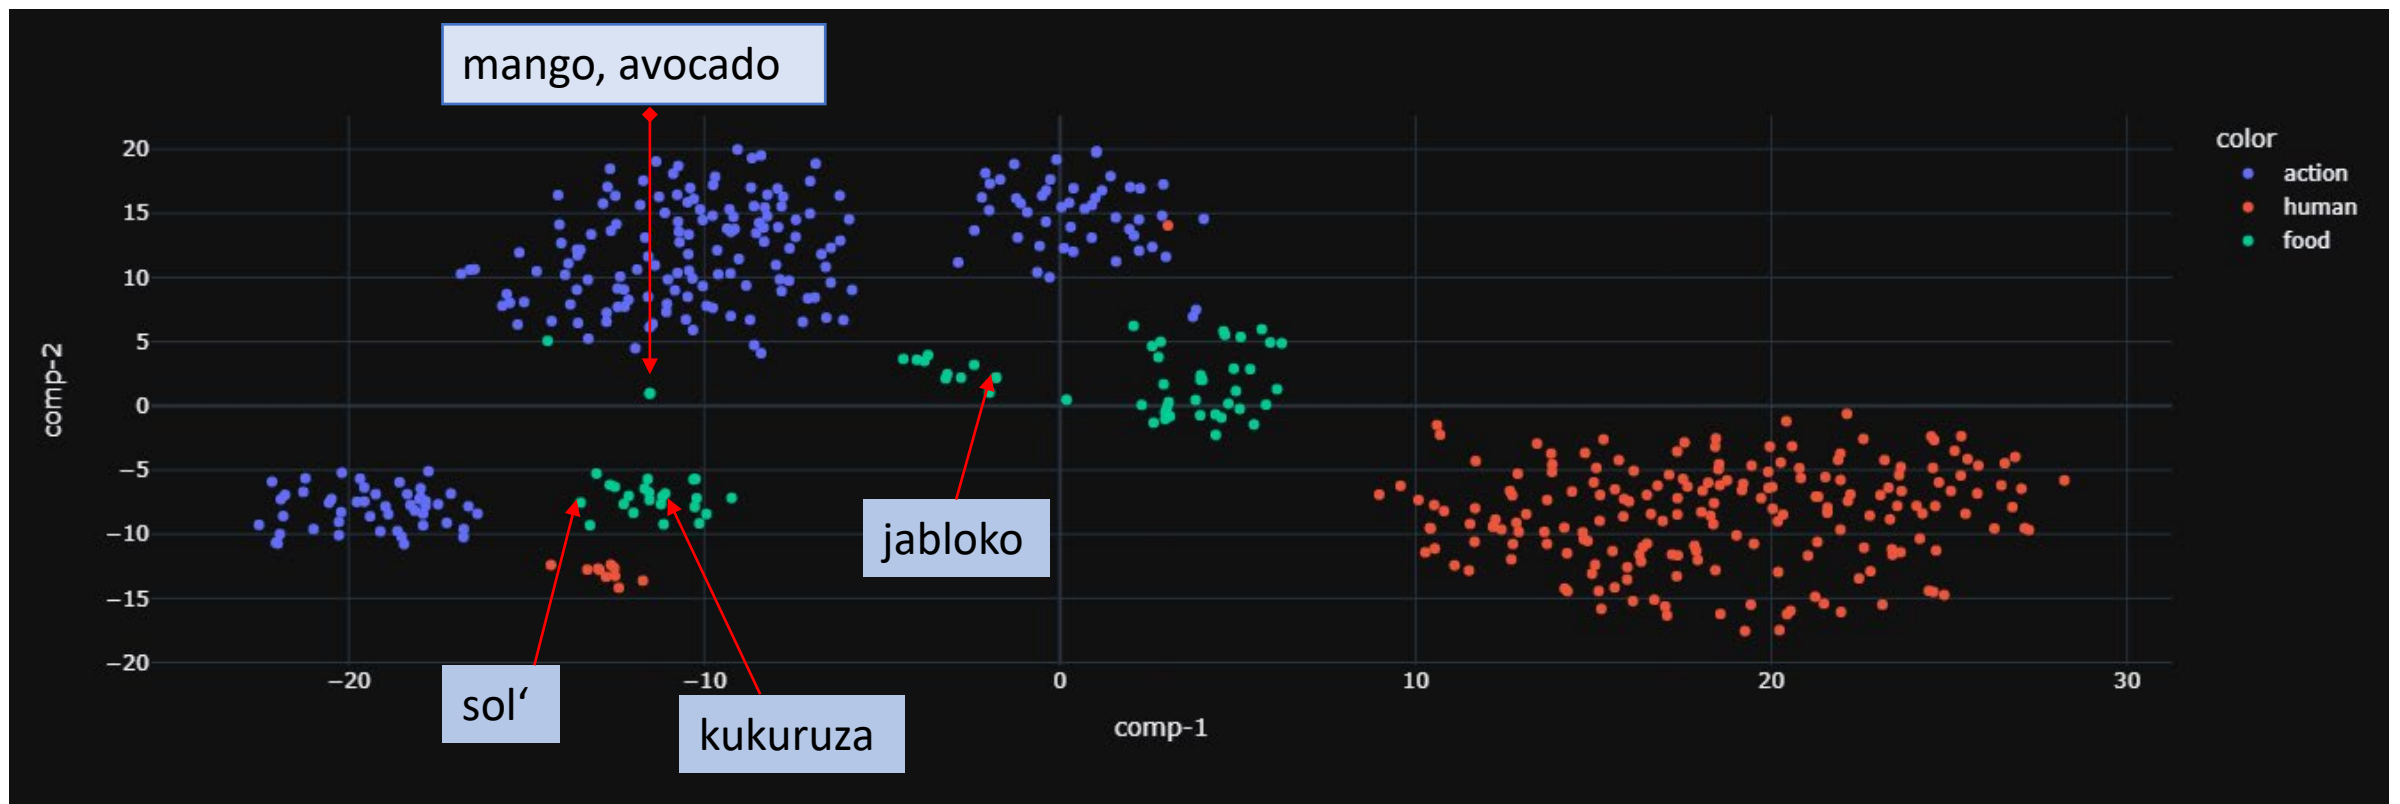 mango, avocado
color
action
human
food
20
15
10
5
0
−5
−10
−15
−20
comp-2
jabloko
sol‘
kukuruza
−20
−10
0
10
20
30
comp-1